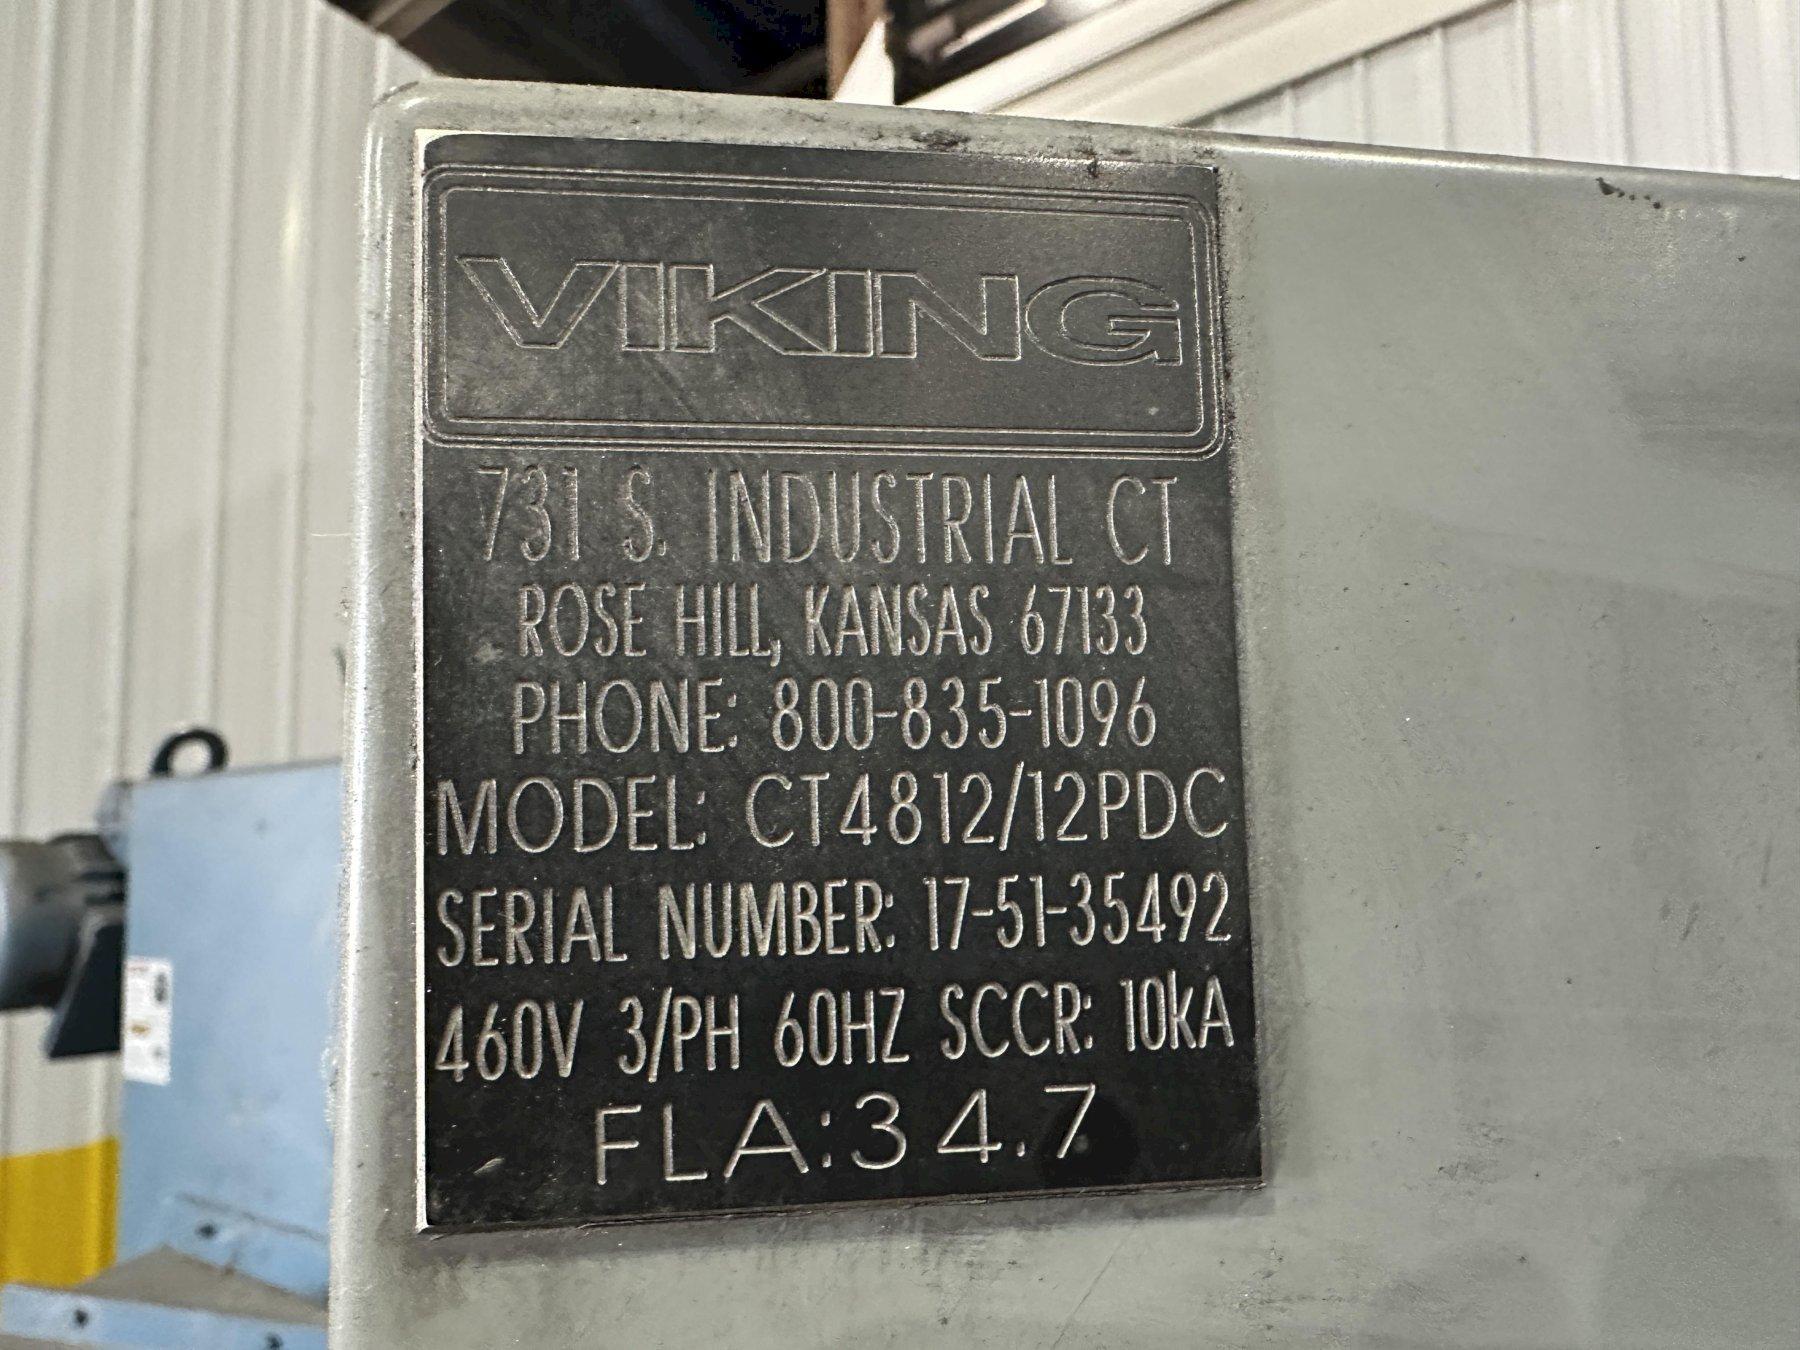 VIKING
731 S. INDUSTRIAL CT
ROSE HILL, KANSAS 67133
PHONE: 800-835-1096
MODEL: CT4812/12PDC
SERIAL NUMBER: 17-51-35492
460V 3/PH 60HZ SCCR: 10kA
FLA:34.7